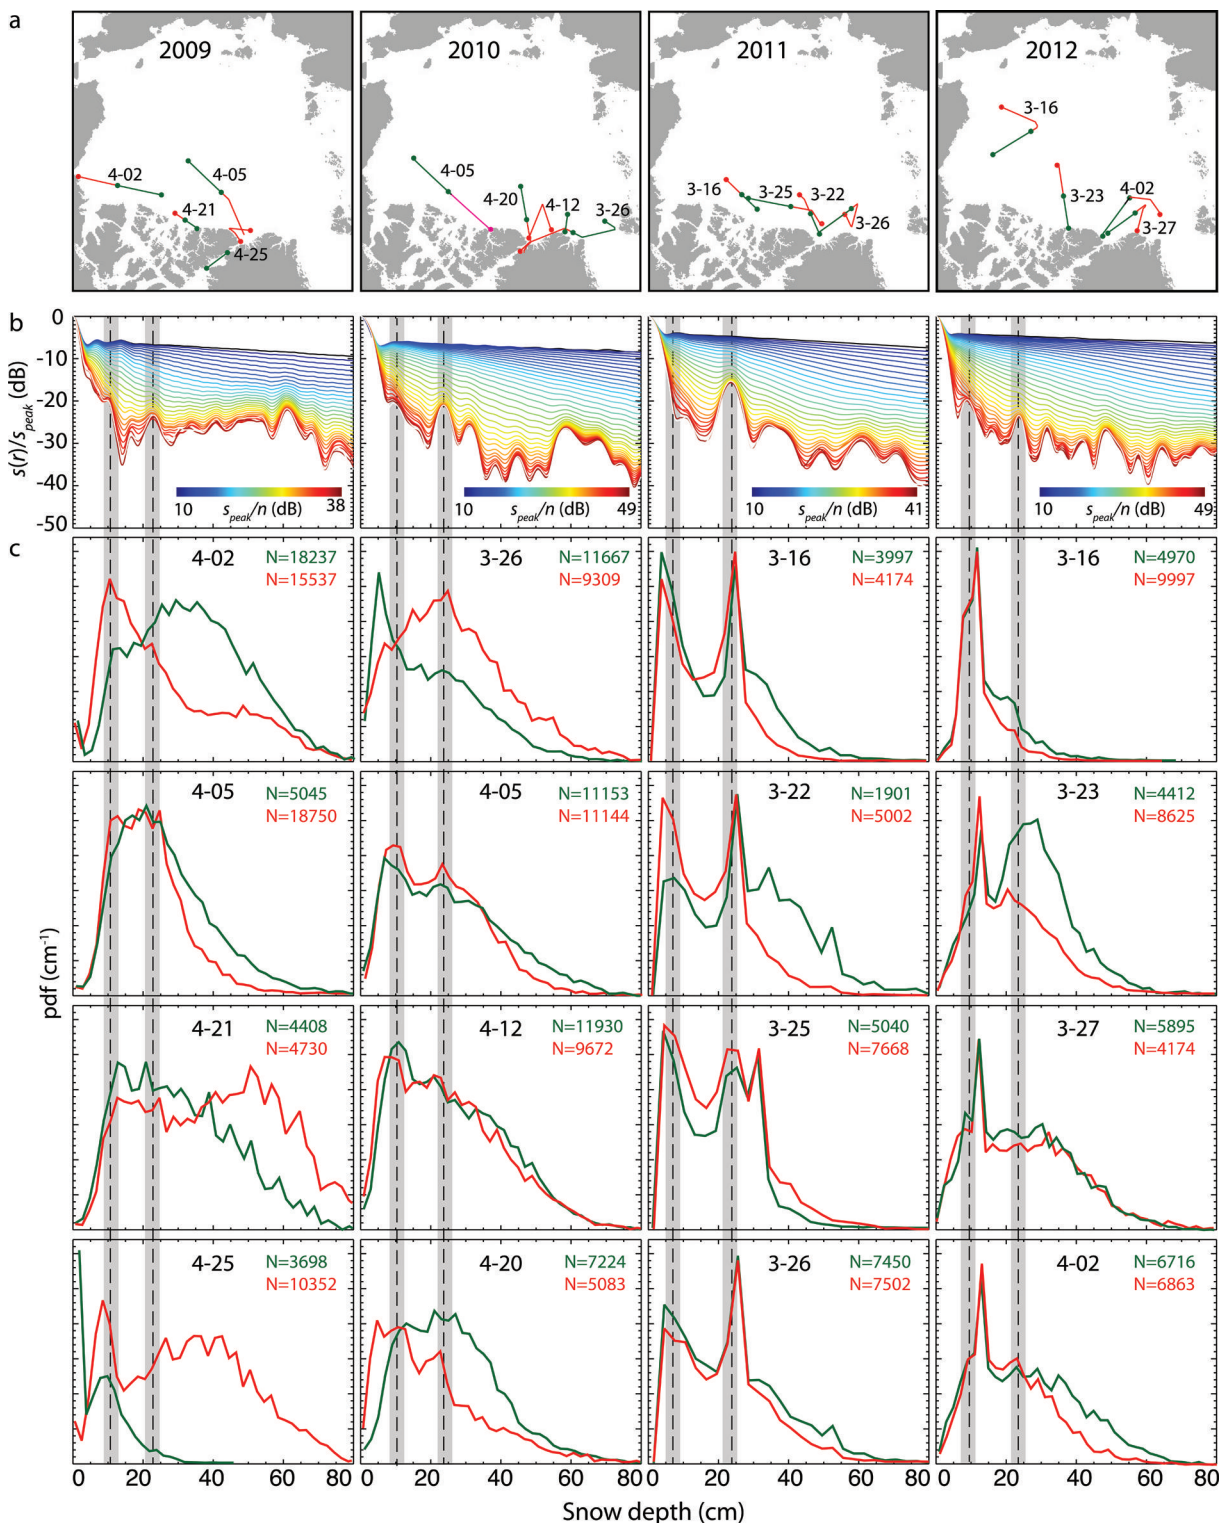 a
2009
4-02
4-05
4-21
4-25
2010
4-05
4-20
4-12
3-26
2011
3-16
3-25
3-22
3-26
2012
3-16
3-23
4-02
3-27
b
0
-10
-20
-30
-40
-50
s(r)/s_peak (dB)
10 s_peak/n (dB) 38
10 s_peak/n (dB) 49
10 s_peak/n (dB) 41
10 s_peak/n (dB) 49
c
4-02
N=18237
N=15537
3-26
N=11667
N=9309
3-16
N=3997
N=4174
3-16
N=4970
N=9997
4-05
N=5045
N=18750
4-05
N=11153
N=11144
3-22
N=1901
N=5002
3-23
N=4412
N=8625
pdf (cm⁻¹)
4-21
N=4408
N=4730
4-12
N=11930
N=9672
3-25
N=5040
N=7668
3-27
N=5895
N=4174
4-25
N=3698
N=10352
4-20
N=7224
N=5083
3-26
N=7450
N=7502
4-02
N=6716
N=6863
0 20 40 60 80
0 20 40 60 80
0 20 40 60 80
0 20 40 60 80
Snow depth (cm)